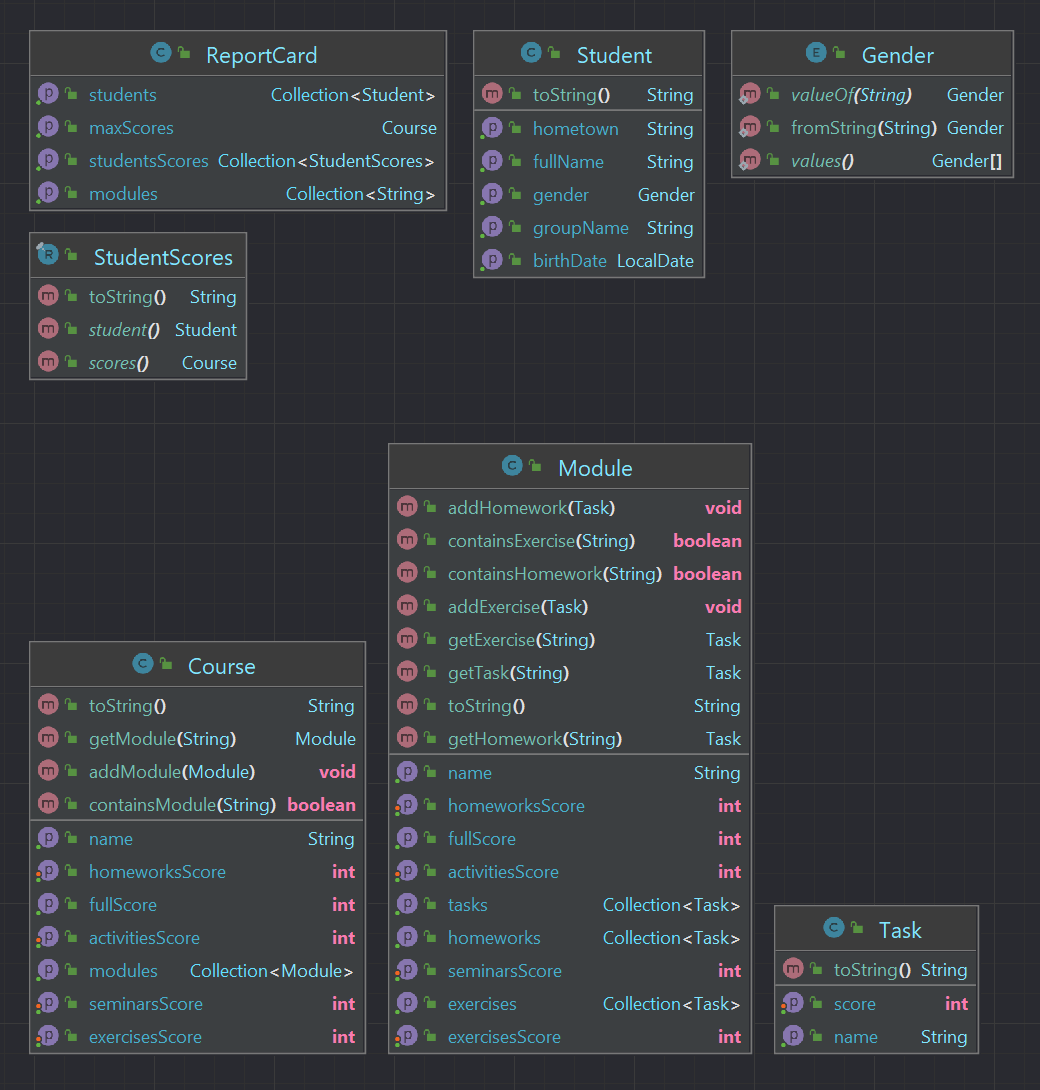 ReportCard
students Collection<Student>
maxScores Course
studentsScores Collection<StudentScores>
modules Collection<String>
Student
toString() String
hometown String
fullName String
gender Gender
groupName String
birthDate LocalDate
Gender
valueOf(String) Gender
fromString(String) Gender
values() Gender[]
StudentScores
toString() String
student() Student
scores() Course
Module
addHomework(Task) void
containsExercise(String) boolean
containsHomework(String) boolean
addExercise(Task) void
getExercise(String) Task
getTask(String) Task
toString() String
getHomework(String) Task
name String
homeworksScore int
fullScore int
activitiesScore int
tasks Collection<Task>
homeworks Collection<Task>
seminarsScore int
exercises Collection<Task>
exercisesScore int
Course
toString() String
getModule(String) Module
addModule(Module) void
containsModule(String) boolean
name String
homeworksScore int
fullScore int
activitiesScore int
modules Collection<Module>
seminarsScore int
exercisesScore int
Task
toString() String
score int
name String